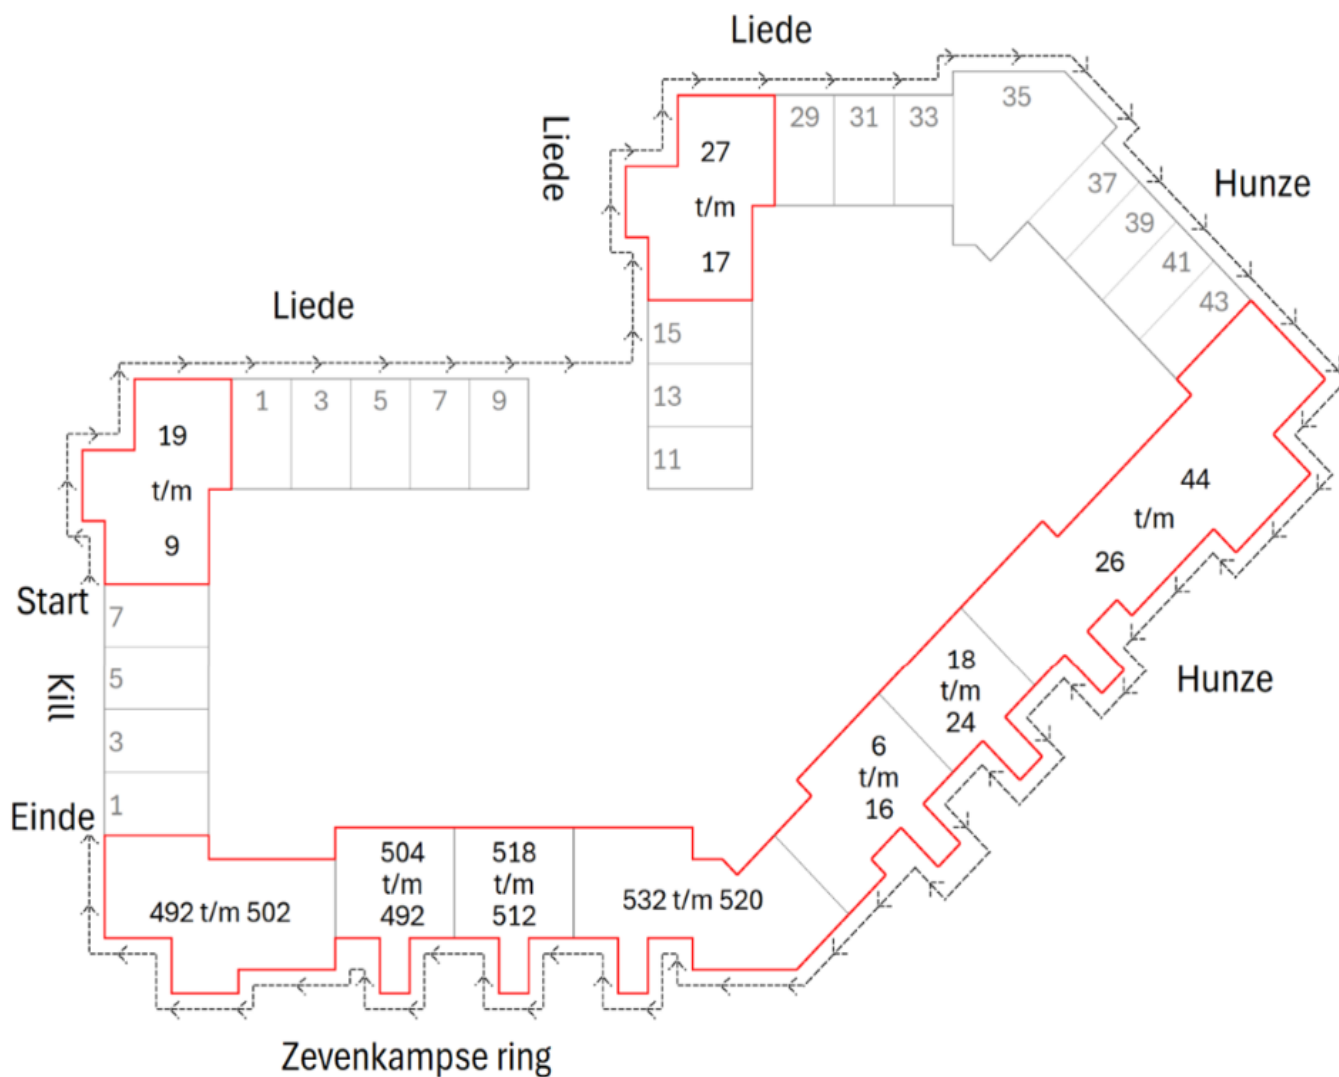 Liede
Liede
27
t/m
17
29
31
33
35
37
39
41
43
Hunze
Liede
15
13
11
19
t/m
9
1
3
5
7
9
44
t/m
26
Start
Kill
7
5
3
1
Einde
18
t/m
24
Hunze
6
t/m
16
492 t/m 502
504
t/m
492
518
t/m
512
532 t/m 520
Zevenkampse ring